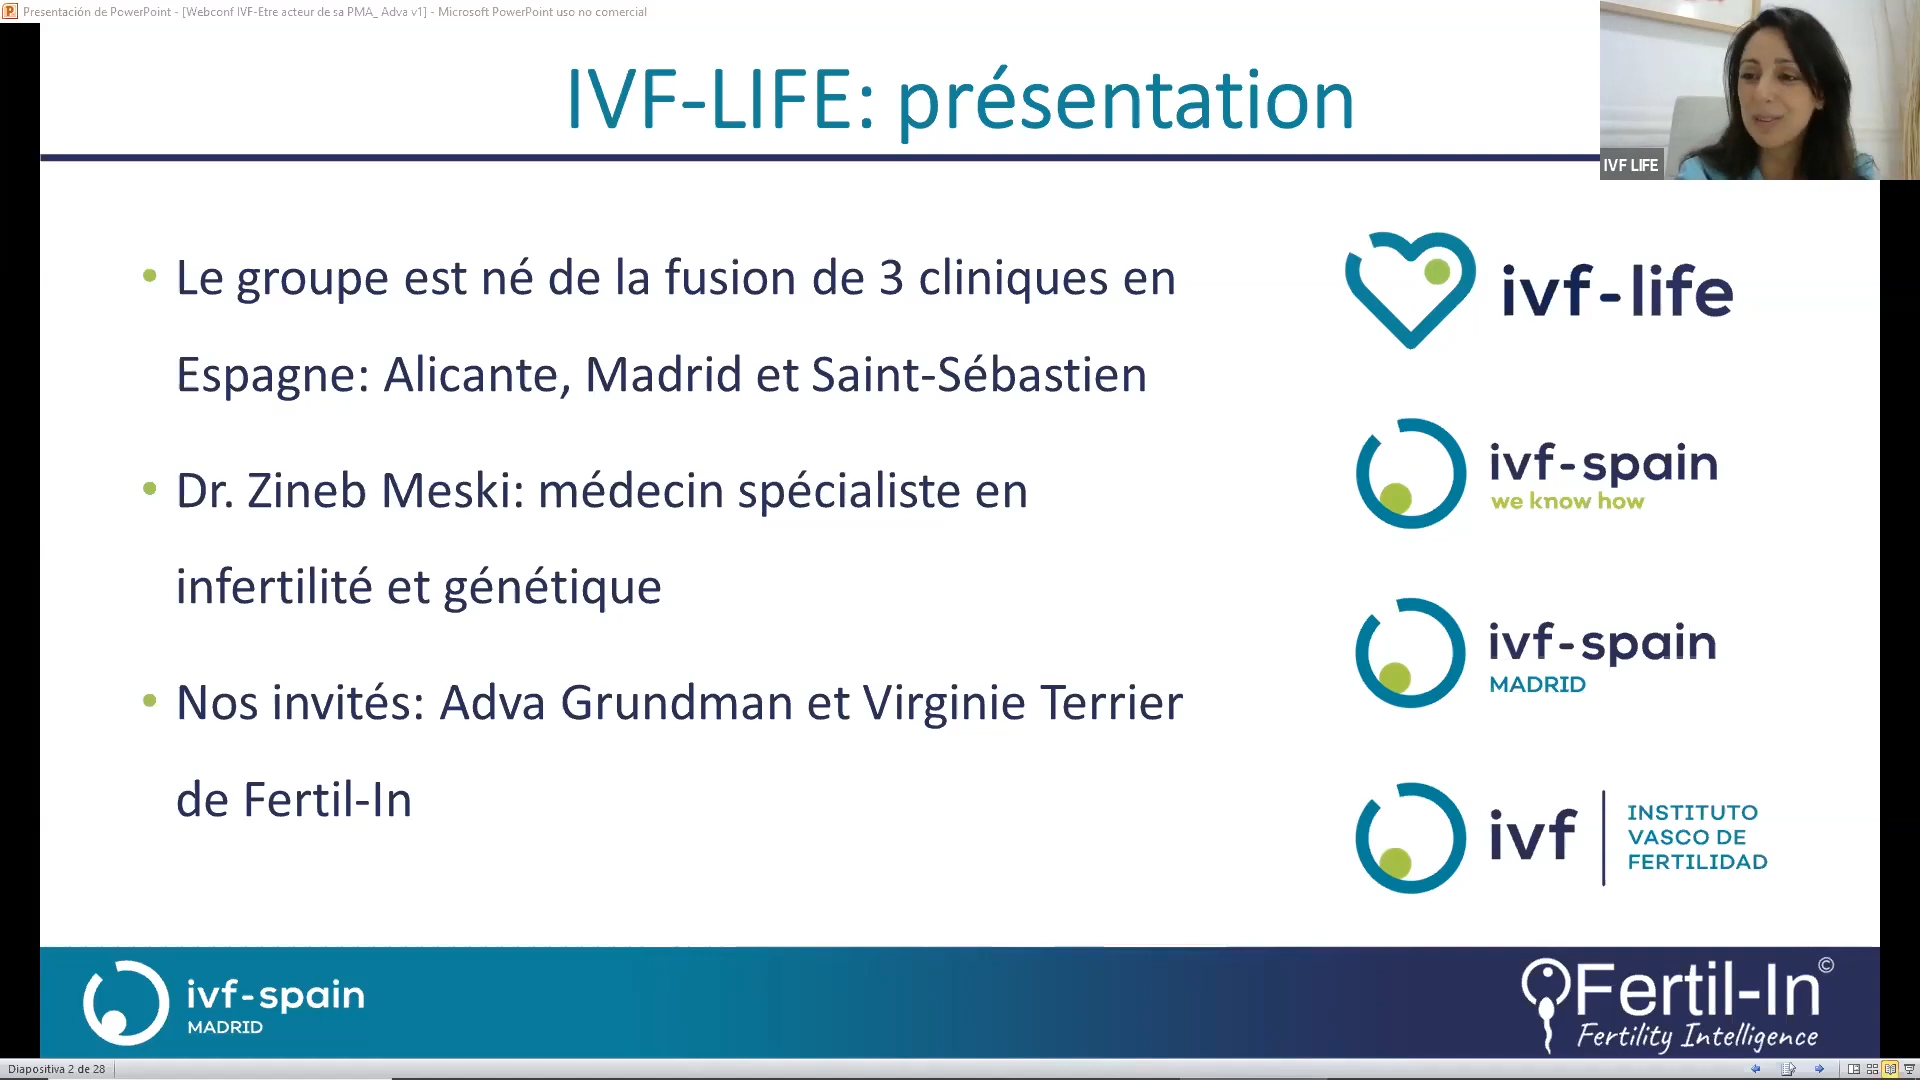 Presentación de PowerPoint - [Webconf IVF-Etre acteur de sa PMA_ Adva v1] - Microsoft PowerPoint uso no comercial
IVF-LIFE: présentation
IVF LIFE
• Le groupe est né de la fusion de 3 cliniques en
Espagne: Alicante, Madrid et Saint-Sébastien
• Dr. Zineb Meski: médecin spécialiste en
infertilité et génétique
• Nos invités: Adva Grundman et Virginie Terrier
de Fertil-In
ivf-life
ivf-spain
we know how
ivf-spain
MADRID
ivf
INSTITUTO
VASCO DE
FERTILIDAD
ivf-spain
MADRID
Fertil-In©
Fertility Intelligence
Diapositiva 2 de 28